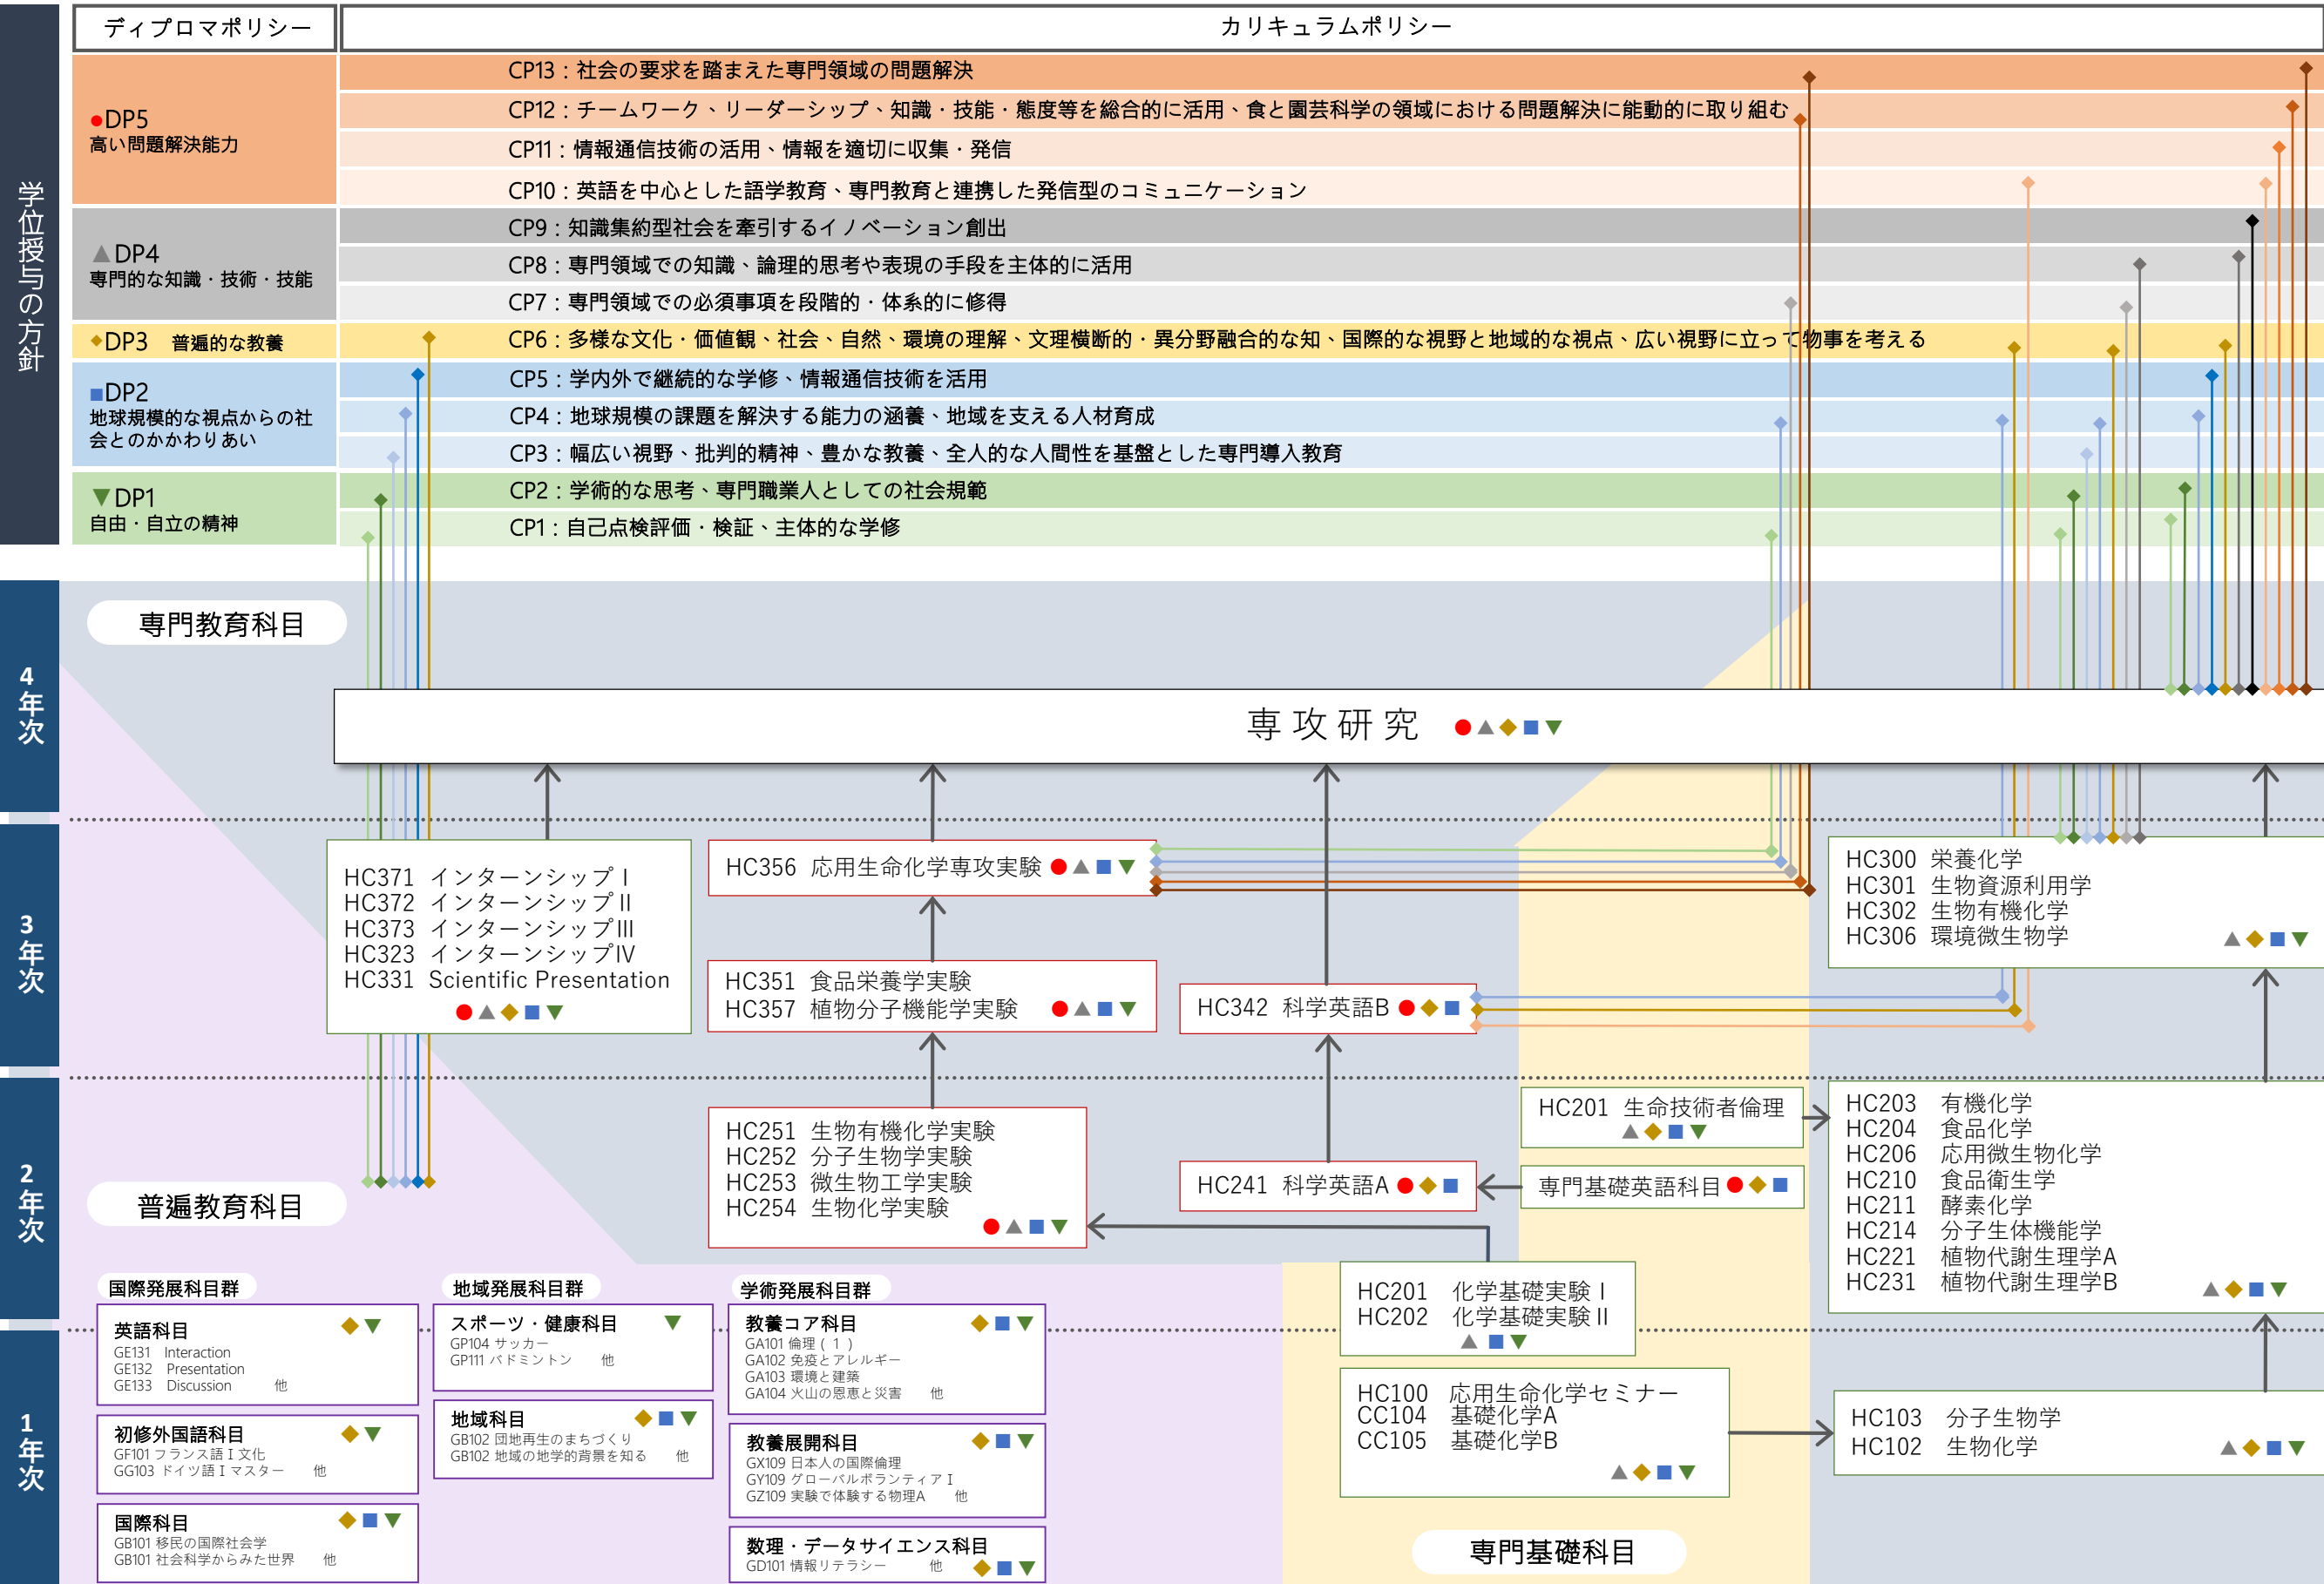 ディプロマポリシー
カリキュラムポリシー
学位授与の方針
●DP5
高い問題解決能力
CP13：社会の要求を踏まえた専門領域の問題解決
CP12：チームワーク、リーダーシップ、知識・技能・態度等を総合的に活用、食と園芸科学の領域における問題解決に能動的に取り組む
CP11：情報通信技術の活用、情報を適切に収集・発信
CP10：英語を中心とした語学教育、専門教育と連携した発信型のコミュニケーション
▲DP4
専門的な知識・技術・技能
CP9：知識集約型社会を牽引するイノベーション創出
CP8：専門領域での知識、論理的思考や表現の手段を主体的に活用
CP7：専門領域での必須事項を段階的・体系的に修得
◆DP3 普遍的な教養
CP6：多様な文化・価値観、社会、自然、環境の理解、文理横断的・異分野融合的な知、国際的な視野と地域的な視点、広い視野に立って物事を考える
■DP2
地球規模的な視点からの社
会とのかかわりあい
CP5：学内外で継続的な学修、情報通信技術を活用
CP4：地球規模の課題を解決する能力の涵養、地域を支える人材育成
CP3：幅広い視野、批判的精神、豊かな教養、全人的な人間性を基盤とした専門導入教育
▼DP1
自由・自立の精神
CP2：学術的な思考、専門職業人としての社会規範
CP1：自己点検評価・検証、主体的な学修
4年次
専門教育科目
専攻研究 ●▲◆■▼
3年次
HC371 インターンシップⅠ
HC372 インターンシップⅡ
HC373 インターンシップⅢ
HC323 インターンシップⅣ
HC331 Scientific Presentation
●▲◆■▼
HC356 応用生命化学専攻実験 ●▲■▼
HC351 食品栄養学実験
HC357 植物分子機能学実験 ●▲■▼
HC342 科学英語B ●◆■
HC300 栄養化学
HC301 生物資源利用学
HC302 生物有機化学
HC306 環境微生物学 ▲◆■▼
2年次
普遍教育科目
HC251 生物有機化学実験
HC252 分子生物学実験
HC253 微生物工学実験
HC254 生物化学実験
●▲■▼
HC241 科学英語A ●◆■
HC201 生命技術者倫理
▲◆■▼
専門基礎英語科目 ●◆■
HC203 有機化学
HC204 食品化学
HC206 応用微生物化学
HC210 食品衛生学
HC211 酵素化学
HC214 分子生体機能学
HC221 植物代謝生理学A
HC231 植物代謝生理学B ▲◆■▼
HC201 化学基礎実験Ⅰ
HC202 化学基礎実験Ⅱ
▲■▼
1年次
国際発展科目群
英語科目 ◆▼
GE131 Interaction
GE132 Presentation
GE133 Discussion 他
初修外国語科目 ◆▼
GF101 フランス語Ⅰ文化
GG103 ドイツ語Ⅰマスター 他
国際科目 ◆■▼
GB101 移民の国際社会学
GB101 社会科学からみた世界 他
地域発展科目群
スポーツ・健康科目 ▼
GP104 サッカー
GP111 バドミントン 他
地域科目 ◆■▼
GB102 団地再生のまちづくり
GB102 地域の地学的背景を知る 他
学術発展科目群
教養コア科目 ◆■▼
GA101 倫理(1)
GA102 免疫とアレルギー
GA103 環境と建築
GA104 火山の恩恵と災害 他
教養展開科目 ◆■▼
GX109 日本人の国際倫理
GY109 グローバルボランティアⅠ
GZ109 実験で体験する物理A 他
数理・データサイエンス科目
GD101 情報リテラシー 他 ◆■▼
HC100 応用生命化学セミナー
CC104 基礎化学A
CC105 基礎化学B
▲◆■▼
HC103 分子生物学
HC102 生物化学 ▲◆■▼
専門基礎科目